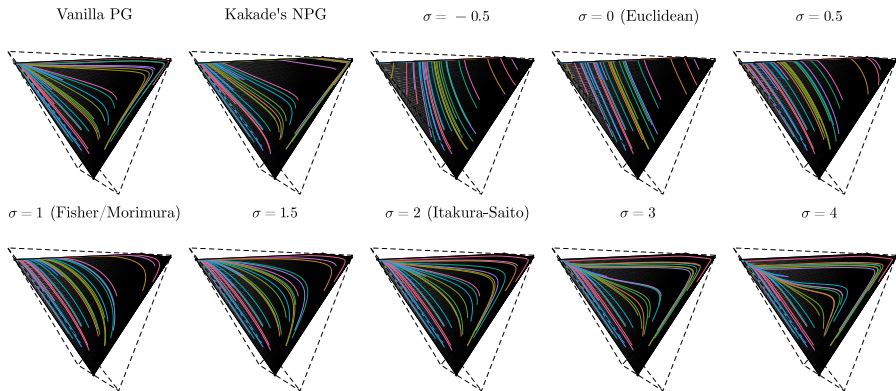 Vanilla PG
Kakade's NPG
σ = − 0.5
σ = 0 (Euclidean)
σ = 0.5
σ = 1 (Fisher/Morimura)
σ = 1.5
σ = 2 (Itakura-Saito)
σ = 3
σ = 4